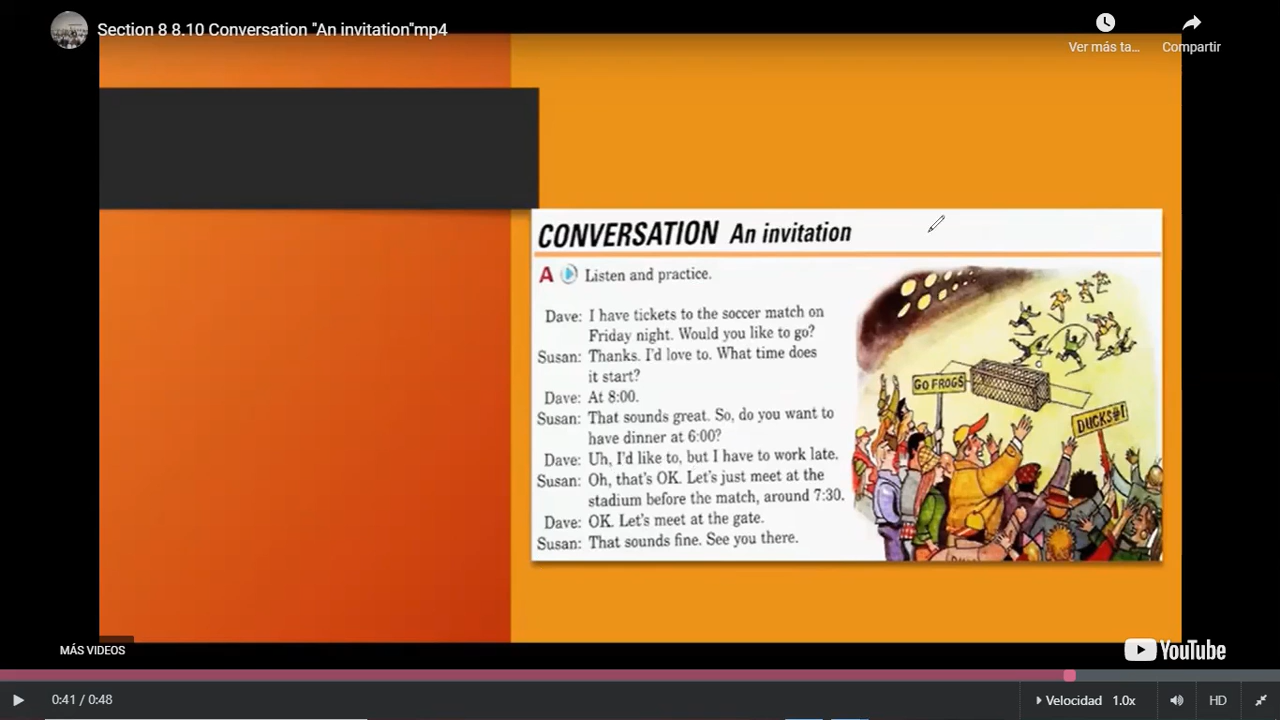 Section 8 8.10 Conversation "An invitation"mp4
Ver más ta...
Compartir
CONVERSATION An invitation
A Listen and practice.
Dave: I have tickets to the soccer match on
Friday night. Would you like to go?
Susan: Thanks. I'd love to. What time does
it start?
Dave: At 8:00.
Susan: That sounds great. So, do you want to
have dinner at 6:00?
Dave: Uh, I'd like to, but I have to work late.
Susan: Oh, that's OK. Let's just meet at the
stadium before the match, around 7:30.
Dave: OK. Let's meet at the gate.
Susan: That sounds fine. See you there.
GO FROGS
DUCKS #1
MÁS VIDEOS
YouTube
0:41 / 0:48
Velocidad 1.0x
HD